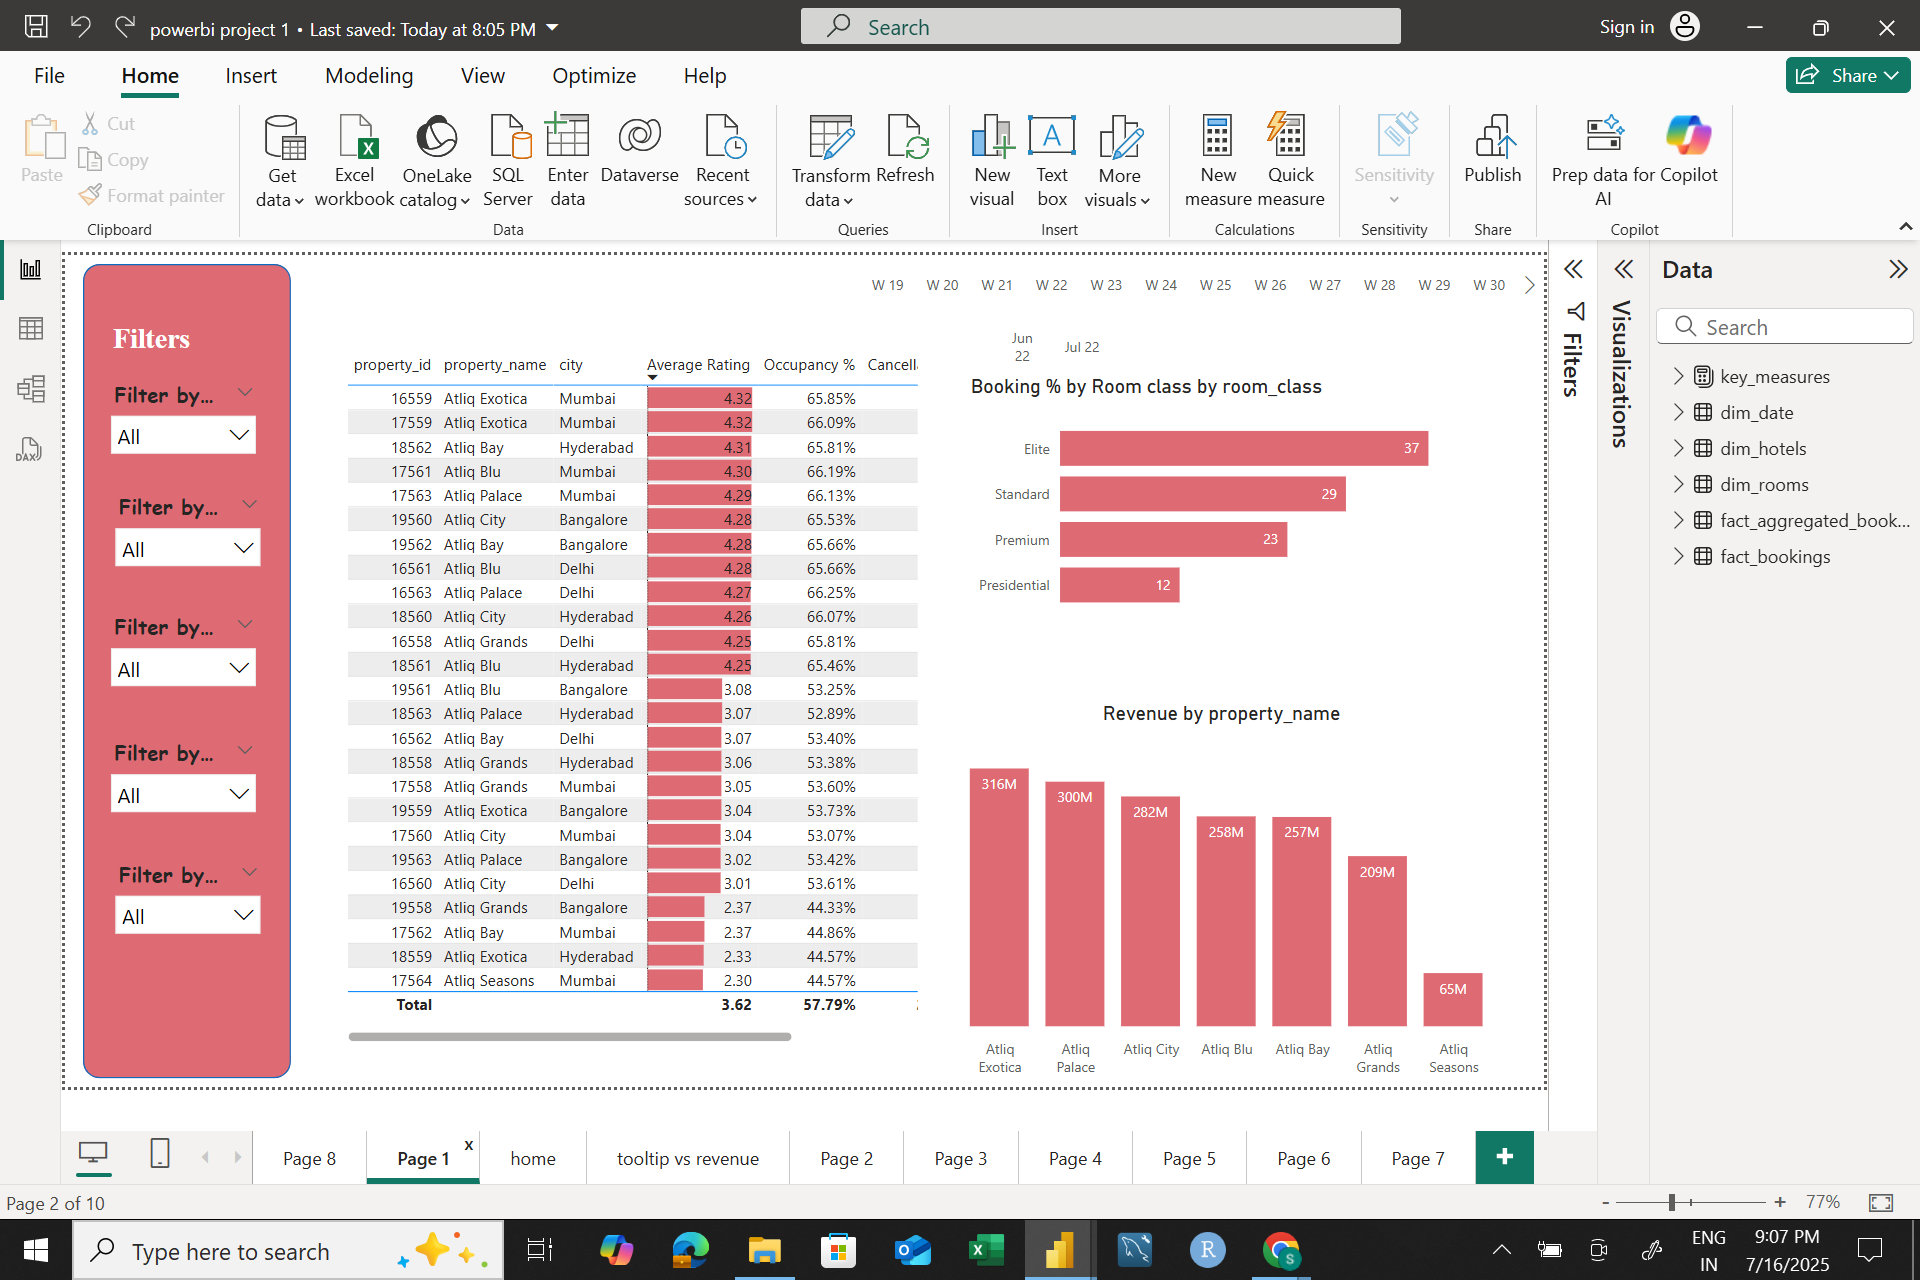 powerbi project 1 • Last saved: Today at 8:05 PM
Search
Sign in
File
Home
Insert
Modeling
View
Optimize
Help
Share
Paste
Cut
Copy
Format painter
Clipboard
Get data
Excel workbook
OneLake catalog
SQL Server
Enter data
Dataverse
Recent sources
Data
Transform data
Refresh
Queries
New visual
Text box
More visuals
Insert
New measure
Quick measure
Calculations
Sensitivity
Sensitivity
Publish
Share
Prep data for AI
Copilot
Copilot
DAX
Filters
Filter by...
All
Filter by...
All
Filter by...
All
Filter by...
All
Filter by...
All
W 19 W 20 W 21 W 22 W 23 W 24 W 25 W 26 W 27 W 28 W 29 W 30
Jun 22
Jul 22
property_id property_name city Average Rating Occupancy % Cancell
16559 Atliq Exotica Mumbai 4.32 65.85%
17559 Atliq Exotica Mumbai 4.32 66.09%
18562 Atliq Bay Hyderabad 4.31 65.81%
17561 Atliq Blu Mumbai 4.30 66.19%
17563 Atliq Palace Mumbai 4.29 66.13%
19560 Atliq City Bangalore 4.28 65.53%
19562 Atliq Bay Bangalore 4.28 65.66%
16561 Atliq Blu Delhi 4.28 65.66%
16563 Atliq Palace Delhi 4.27 66.25%
18560 Atliq City Hyderabad 4.26 66.07%
16558 Atliq Grands Delhi 4.25 65.81%
18561 Atliq Blu Hyderabad 4.25 65.46%
19561 Atliq Blu Bangalore 3.08 53.25%
18563 Atliq Palace Hyderabad 3.07 52.89%
16562 Atliq Bay Delhi 3.07 53.40%
18558 Atliq Grands Hyderabad 3.06 53.38%
17558 Atliq Grands Mumbai 3.05 53.60%
19559 Atliq Exotica Bangalore 3.04 53.73%
17560 Atliq City Mumbai 3.04 53.07%
19563 Atliq Palace Bangalore 3.02 53.42%
16560 Atliq City Delhi 3.01 53.61%
19558 Atliq Grands Bangalore 2.37 44.33%
17562 Atliq Bay Mumbai 2.37 44.86%
18559 Atliq Exotica Hyderabad 2.33 44.57%
17564 Atliq Seasons Mumbai 2.30 44.57%
Total 3.62 57.79%
Booking % by Room class by room_class
Elite 37
Standard 29
Premium 23
Presidential 12
Revenue by property_name
316M
300M
282M
258M
257M
209M
65M
Atliq Exotica
Atliq Palace
Atliq City
Atliq Blu
Atliq Bay
Atliq Grands
Atliq Seasons
Filters
Visualizations
Data
Search
key_measures
dim_date
dim_hotels
dim_rooms
fact_aggregated_book...
fact_bookings
Page 8
Page 1 x
home
tooltip vs revenue
Page 2
Page 3
Page 4
Page 5
Page 6
Page 7
+
Page 2 of 10
- + 77%
Type here to search
R
S
ENG
IN
9:07 PM
7/16/2025